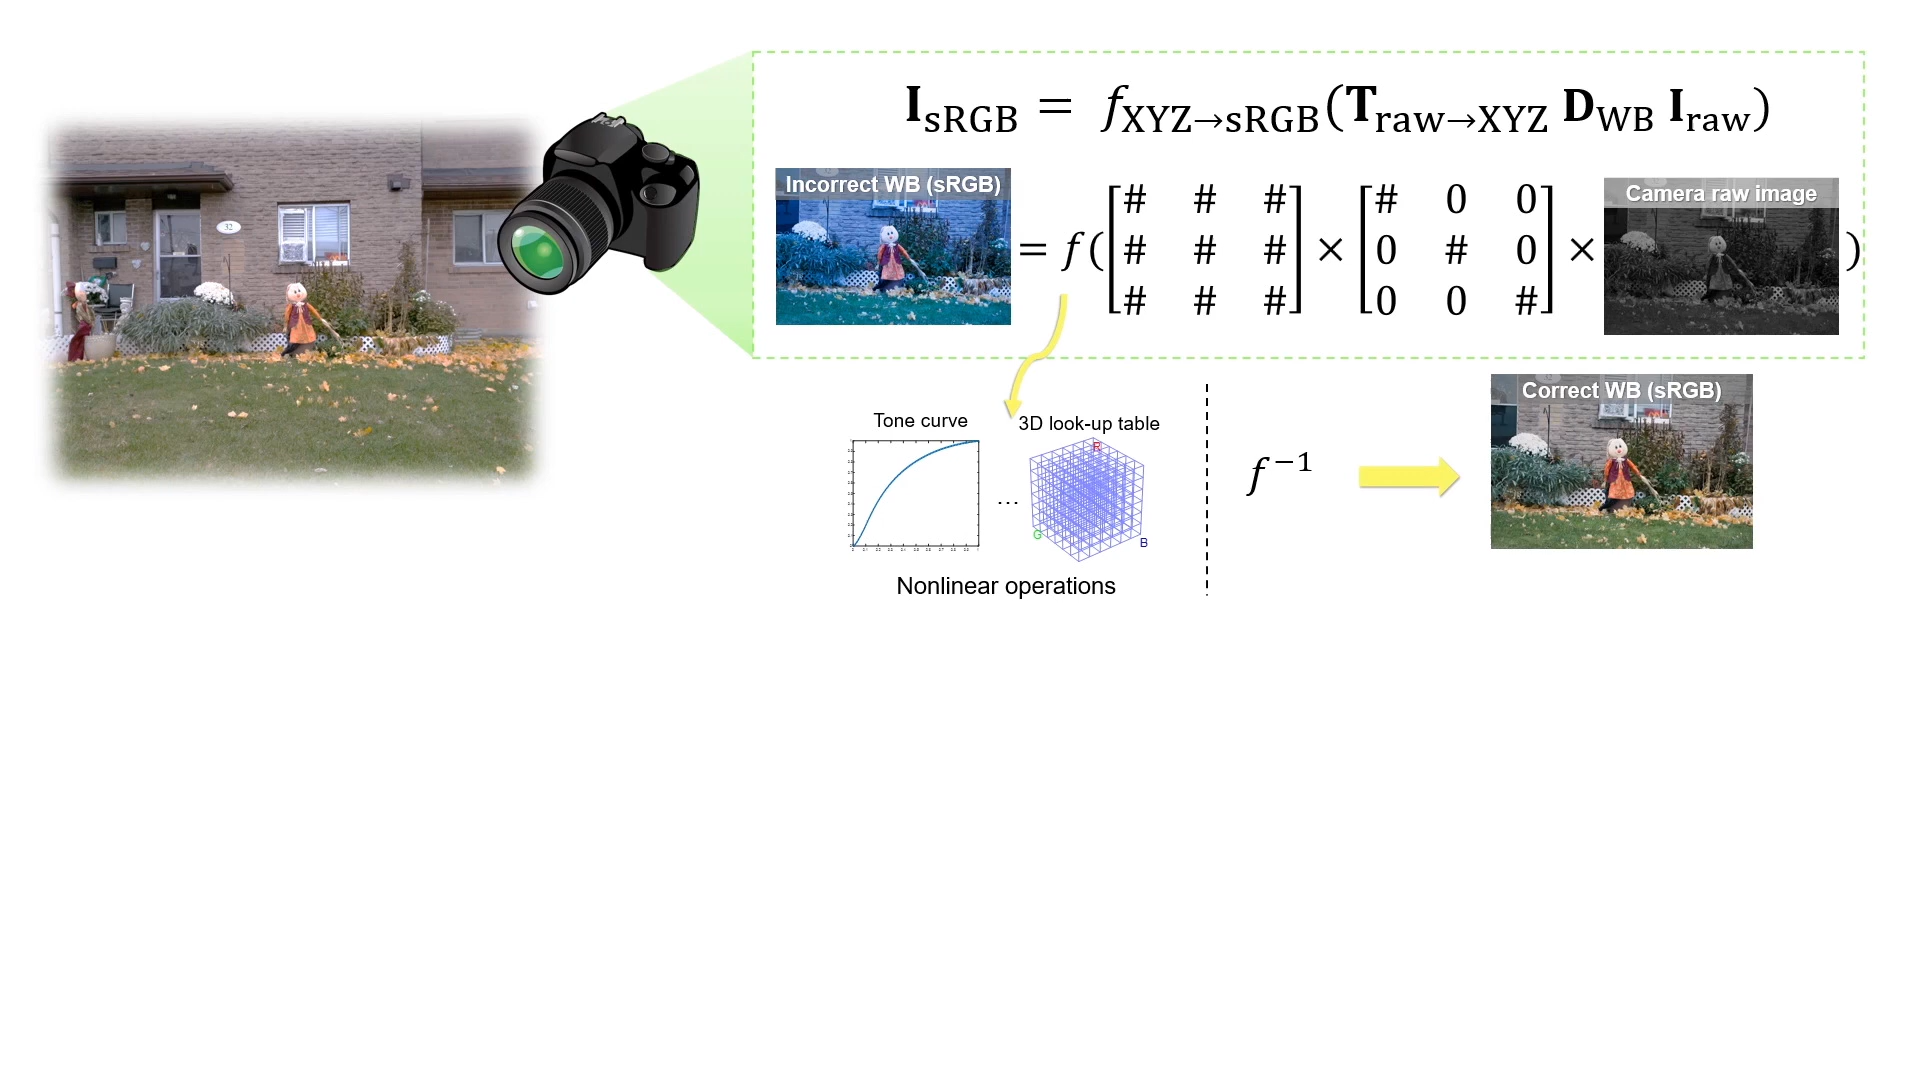 I_sRGB = f_XYZ→sRGB(T_raw→XYZ D_WB I_raw)
Incorrect WB (sRGB)
= f([# # #
# # #
# # #] × [# 0 0
0 # 0
0 0 #] ×
Camera raw image
)
32
Tone curve
3D look-up table
...
R
G
B
Nonlinear operations
f⁻¹
Correct WB (sRGB)